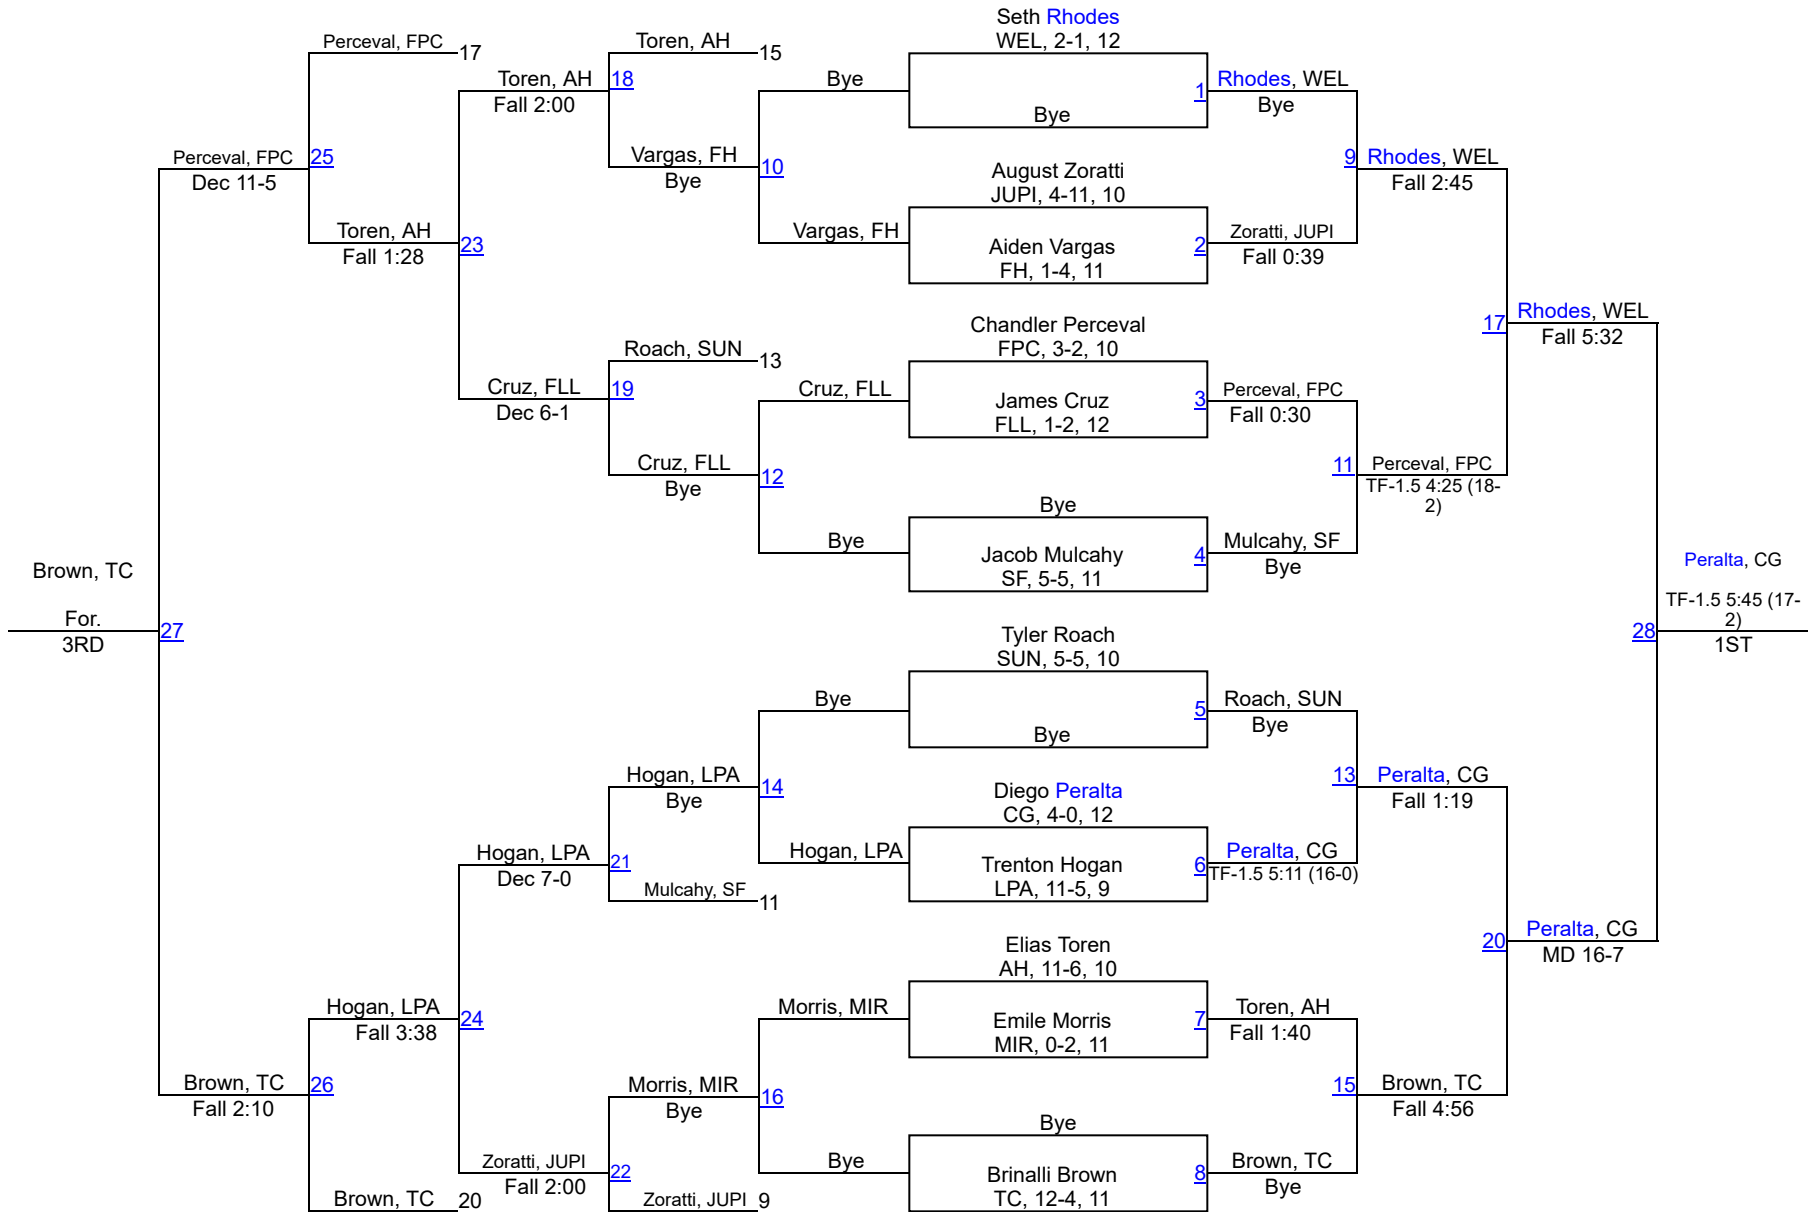 Seth Rhodes
WEL, 2-1, 12
Perceval, FPC
17
Toren, AH
15
Toren, AH
18
Fall 2:00
Bye
1
Rhodes, WEL
Bye
Bye
Perceval, FPC
25
Dec 11-5
Vargas, FH
10
Bye
August Zoratti
JUPI, 4-11, 10
9
Rhodes, WEL
Fall 2:45
Toren, AH
23
Fall 1:28
Vargas, FH
Aiden Vargas
FH, 1-4, 11
2
Zoratti, JUPI
Fall 0:39
Chandler Perceval
FPC, 3-2, 10
17
Rhodes, WEL
Fall 5:32
Roach, SUN
13
Cruz, FLL
19
Dec 6-1
Cruz, FLL
James Cruz
FLL, 1-2, 12
3
Perceval, FPC
Fall 0:30
Cruz, FLL
12
Bye
11
Perceval, FPC
TF-1.5 4:25 (18-
2)
Bye
Bye
Jacob Mulcahy
SF, 5-5, 11
4
Mulcahy, SF
Bye
Brown, TC
For.
27
3RD
Peralta, CG
TF-1.5 5:45 (17-
2)
28
1ST
Tyler Roach
SUN, 5-5, 10
Bye
5
Roach, SUN
Bye
Bye
Hogan, LPA
14
Bye
Diego Peralta
CG, 4-0, 12
13
Peralta, CG
Fall 1:19
Hogan, LPA
21
Dec 7-0
Hogan, LPA
Trenton Hogan
LPA, 11-5, 9
6
Peralta, CG
TF-1.5 5:11 (16-0)
Mulcahy, SF
11
Elias Toren
AH, 11-6, 10
20
Peralta, CG
MD 16-7
Hogan, LPA
24
Fall 3:38
Morris, MIR
Emile Morris
MIR, 0-2, 11
7
Toren, AH
Fall 1:40
Brown, TC
26
Fall 2:10
Morris, MIR
16
Bye
15
Brown, TC
Fall 4:56
Bye
Zoratti, JUPI
22
Fall 2:00
Bye
Brinalli Brown
TC, 12-4, 11
8
Brown, TC
Bye
Brown, TC
20
Zoratti, JUPI
9